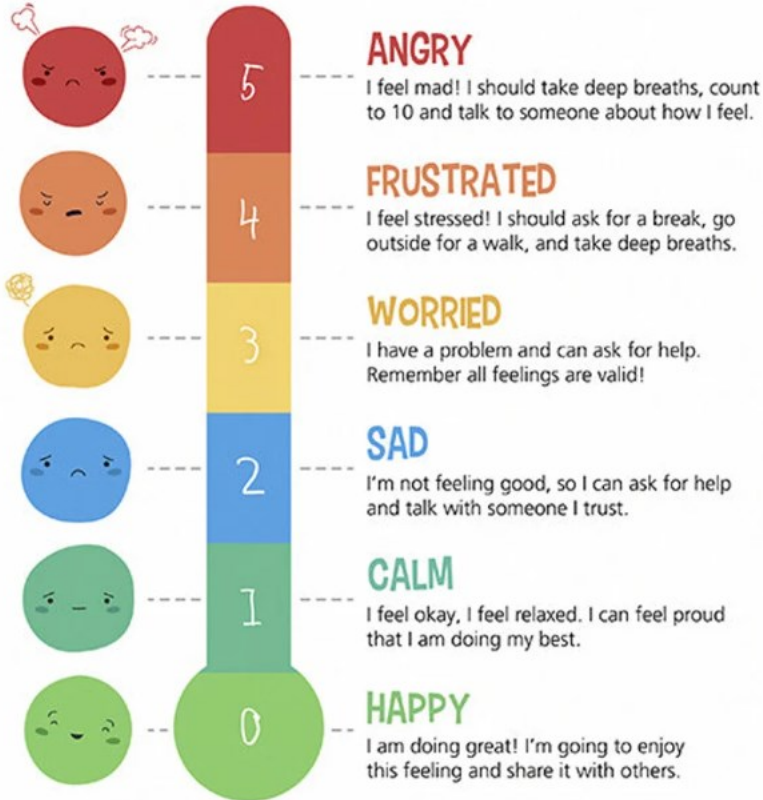 5
ANGRY
I feel mad! I should take deep breaths, count
to 10 and talk to someone about how I feel.
4
FRUSTRATED
I feel stressed! I should ask for a break, go
outside for a walk, and take deep breaths.
3
WORRIED
I have a problem and can ask for help.
Remember all feelings are valid!
2
SAD
I'm not feeling good, so I can ask for help
and talk with someone I trust.
1
CALM
I feel okay, I feel relaxed. I can feel proud
that I am doing my best.
0
HAPPY
I am doing great! I'm going to enjoy
this feeling and share it with others.